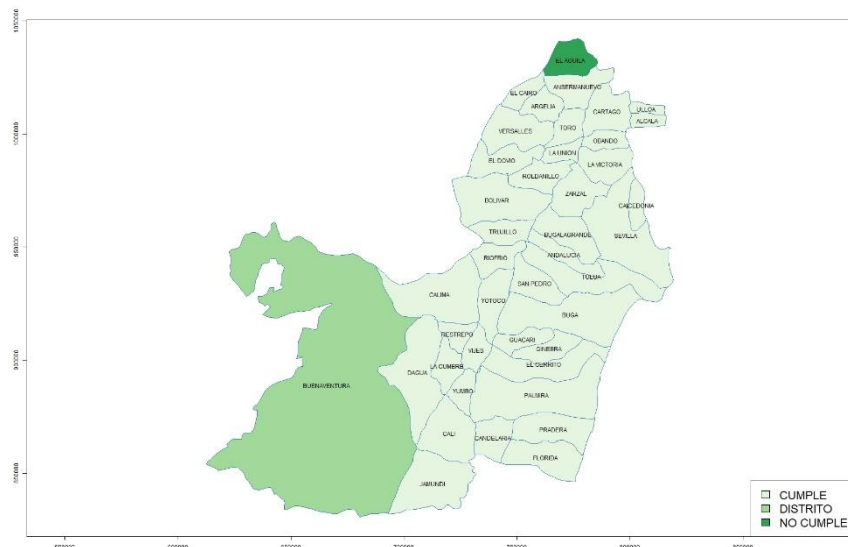 EL AGUILA
ANSERMANUEVO
EL CAIRO
ARGELIA
CARTAGO
ULLOA
ALCALA
TORO
VERSALLES
OBANDO
LA UNION
EL DOVIO
LA VICTORIA
ROLDANILLO
ZARZAL
BOLIVAR
CAICEDONIA
TRUJILLO
BUGALAGRANDE
SEVILLA
ANDALUCIA
RIOFRIO
TULUA
SAN PEDRO
CALIMA
YOTOCO
BUGA
RESTREPO
GUACARI
VIJES
GINEBRA
DAGUA
LA CUMBRE
EL CERRITO
BUENAVENTURA
YUMBO
PALMIRA
CALI
CANDELARIA
PRADERA
FLORIDA
JAMUNDI
CUMPLE
DISTRITO
NO CUMPLE